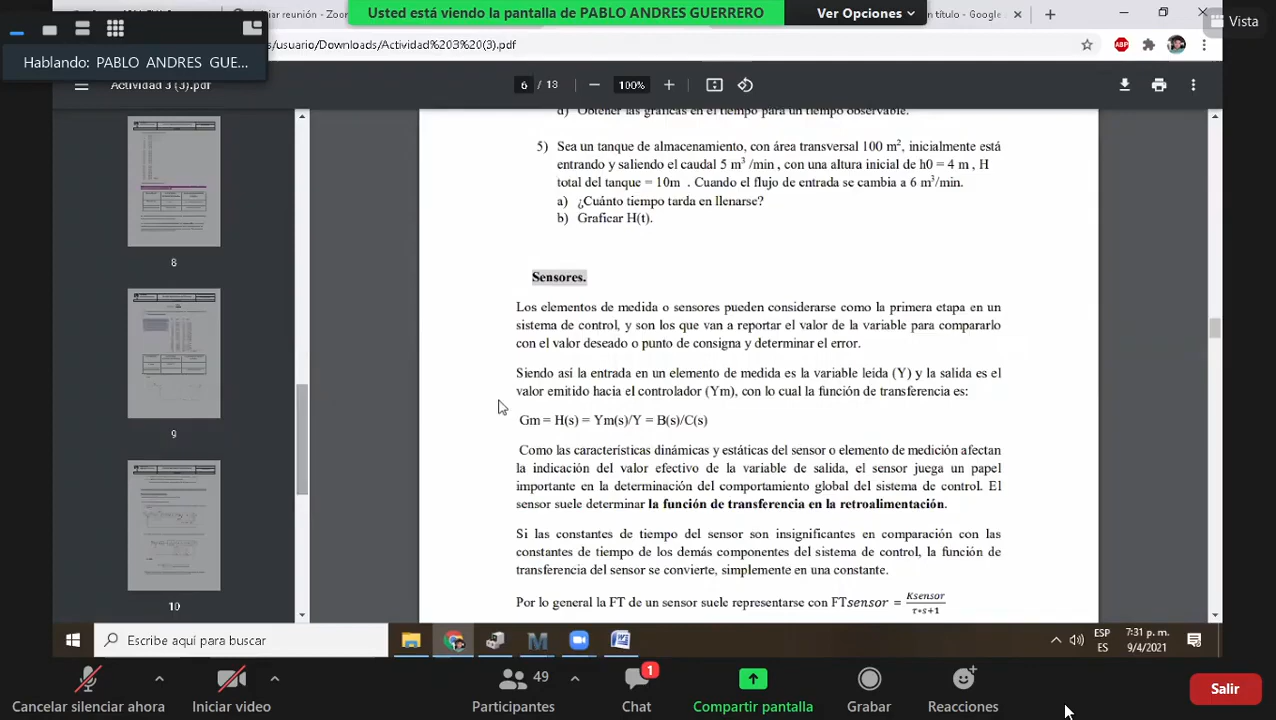 Usted está viendo la pantalla de PABLO ANDRES GUERRERO
Ver Opciones
iniciar reunión - Zoo
n título - Google
Vista
Hablando: PABLO ANDRES GUE...
s/usuario/Downloads/Actividad%203%20(3).pdf
ABP
Actividad 3 (3).pdf
6 / 13
100%
d) Obtener las gráficas en el tiempo para un tiempo observable.
5) Sea un tanque de almacenamiento, con área transversal 100 m², inicialmente está
entrando y saliendo el caudal 5 m³ /min , con una altura inicial de h0 = 4 m , H
total del tanque = 10m . Cuando el flujo de entrada se cambia a 6 m³/min.
a) ¿Cuánto tiempo tarda en llenarse?
b) Graficar H(t).
Sensores.
Los elementos de medida o sensores pueden considerarse como la primera etapa en un
sistema de control, y son los que van a reportar el valor de la variable para compararlo
con el valor deseado o punto de consigna y determinar el error.
Siendo así la entrada en un elemento de medida es la variable leída (Y) y la salida es el
valor emitido hacia el controlador (Ym), con lo cual la función de transferencia es:
Gm = H(s) = Ym(s)/Y = B(s)/C(s)
Como las características dinámicas y estáticas del sensor o elemento de medición afectan
la indicación del valor efectivo de la variable de salida, el sensor juega un papel
importante en la determinación del comportamiento global del sistema de control. El
sensor suele determinar la función de transferencia en la retroalimentación.
Si las constantes de tiempo del sensor son insignificantes en comparación con las
constantes de tiempo de los demás componentes del sistema de control, la función de
transferencia del sensor se convierte, simplemente en una constante.
Por lo general la FT de un sensor suele representarse con FTsensor = Ksensor
τ*s+1
8
9
10
Escribe aquí para buscar
ESP
ES
7:31 p. m.
9/4/2021
Cancelar silenciar ahora
Iniciar video
49
Participantes
1
Chat
Compartir pantalla
Grabar
Reacciones
Salir